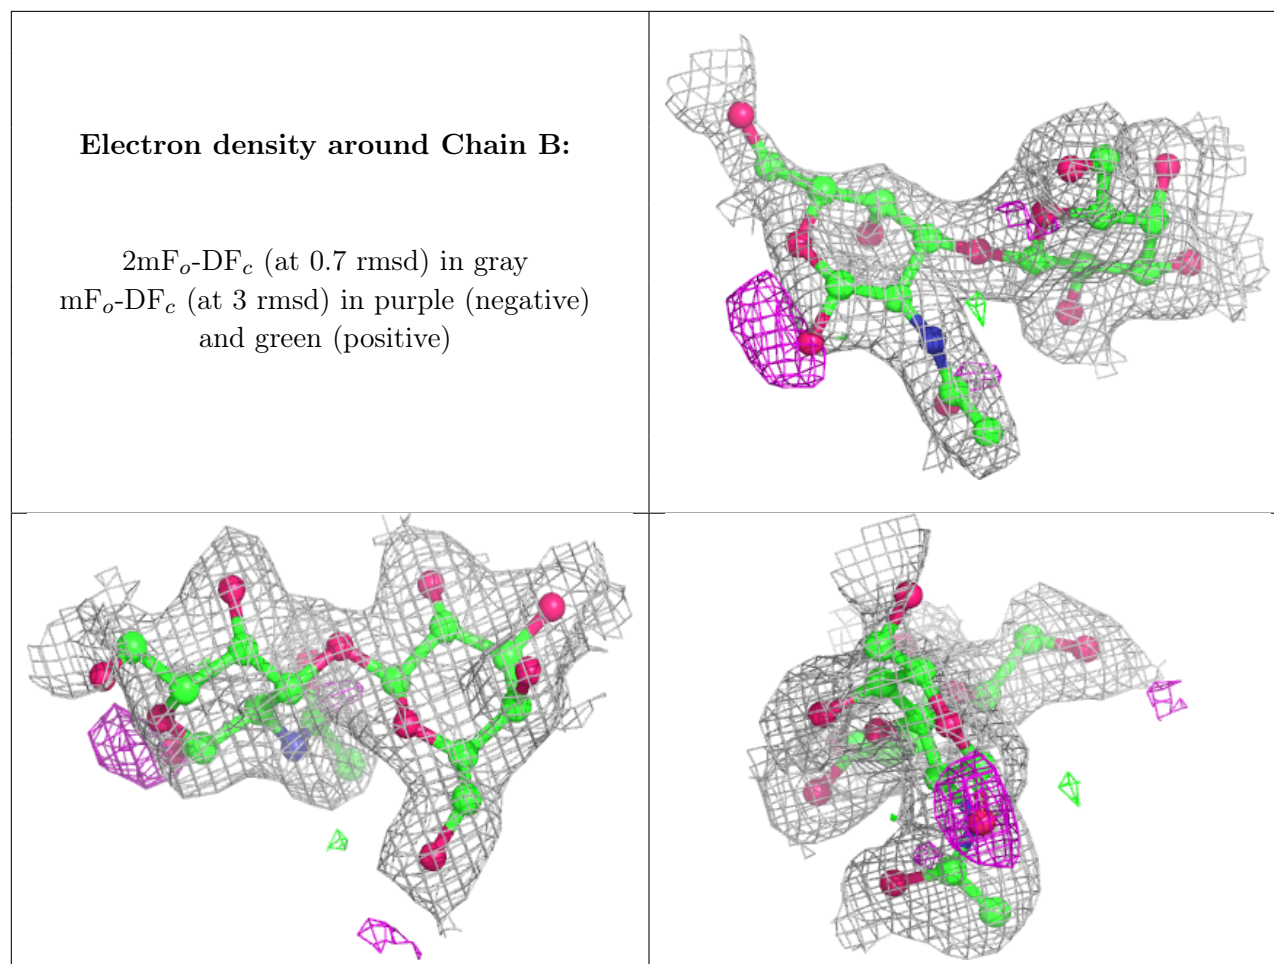 Electron density around Chain B:
2mFo-DFc (at 0.7 rmsd) in gray
mFo-DFc (at 3 rmsd) in purple (negative)
and green (positive)